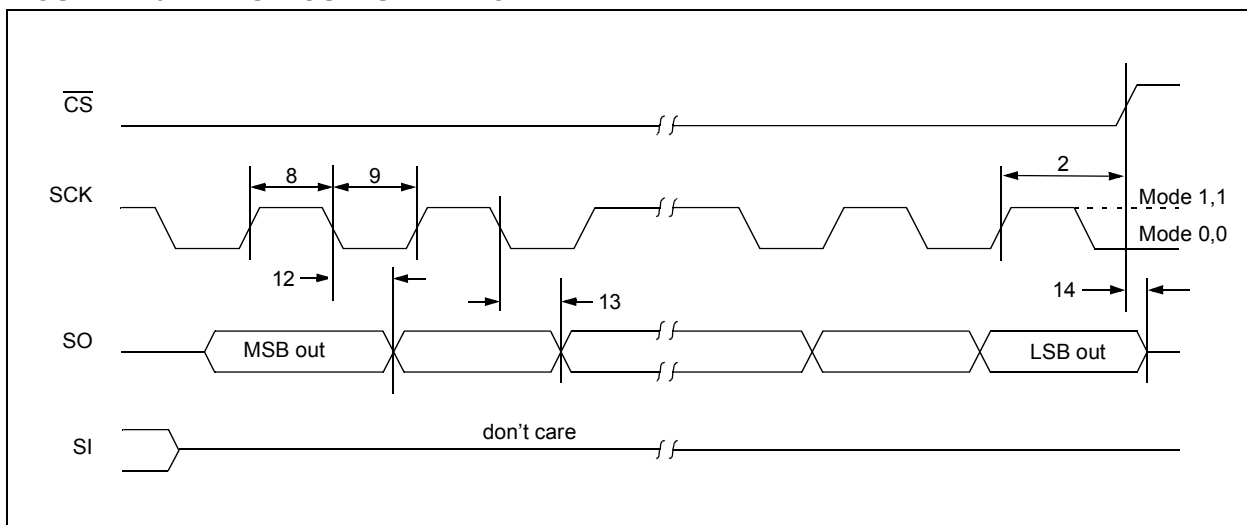 CS
8
9
2
SCK
Mode 1,1
Mode 0,0
12
13
14
SO
MSB out
LSB out
SI
don't care